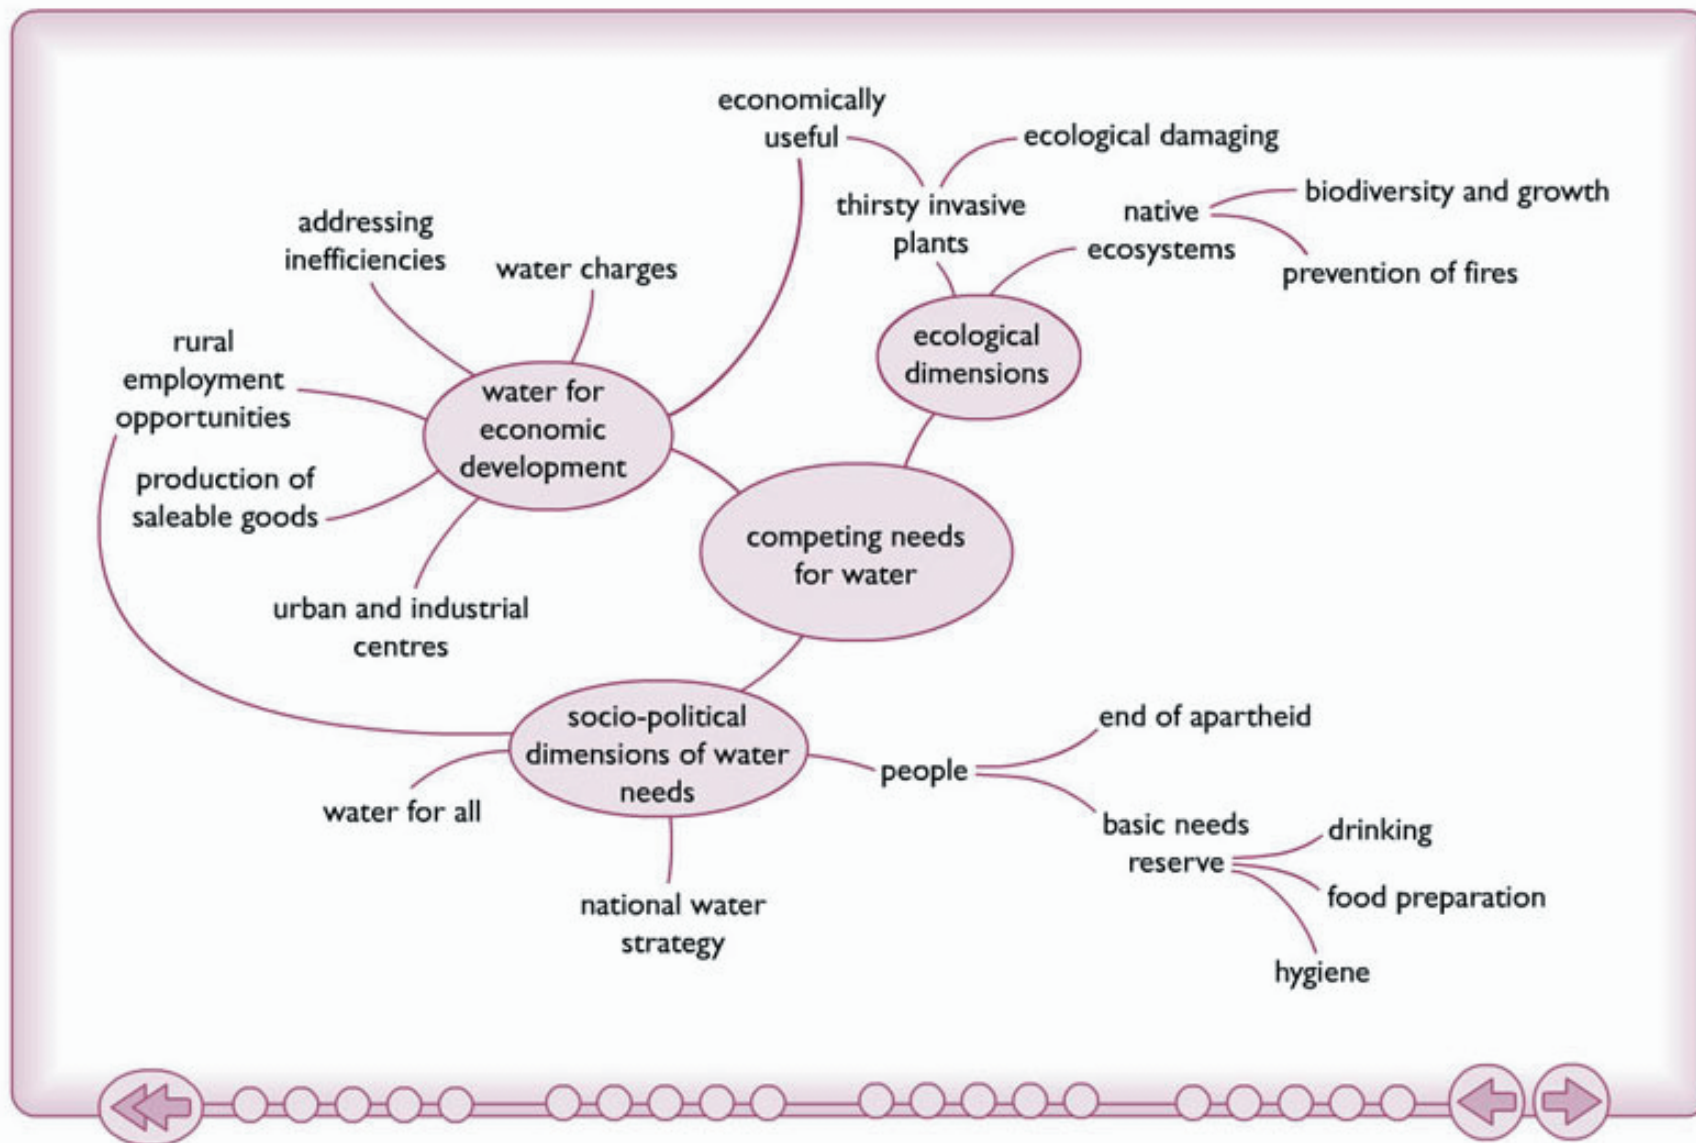 economically
useful
ecological damaging
thirsty invasive
plants
native
ecosystems
biodiversity and growth
prevention of fires
addressing
inefficiencies
water charges
rural
employment
opportunities
water for
economic
development
ecological
dimensions
production of
saleable goods
urban and industrial
centres
competing needs
for water
socio-political
dimensions of water
needs
water for all
national water
strategy
people
end of apartheid
basic needs
reserve
drinking
food preparation
hygiene